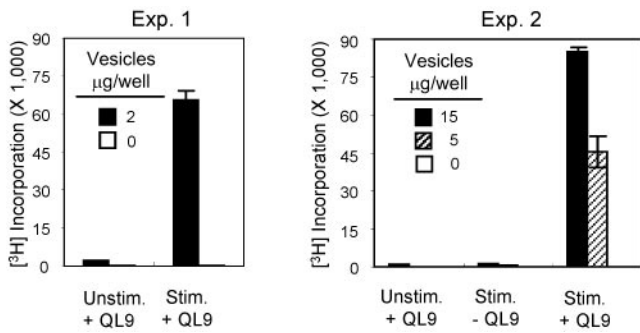 Exp. 1
[³H] Incorporation (X 1,000)
90
75
60
45
30
15
0
Vesicles
μg/well
2
0
Unstim.
+ QL9
Stim.
+ QL9
Exp. 2
[³H] Incorporation (X 1,000)
90
75
60
45
30
15
0
Vesicles
μg/well
15
5
0
Unstim.
+ QL9
Stim.
- QL9
Stim.
+ QL9